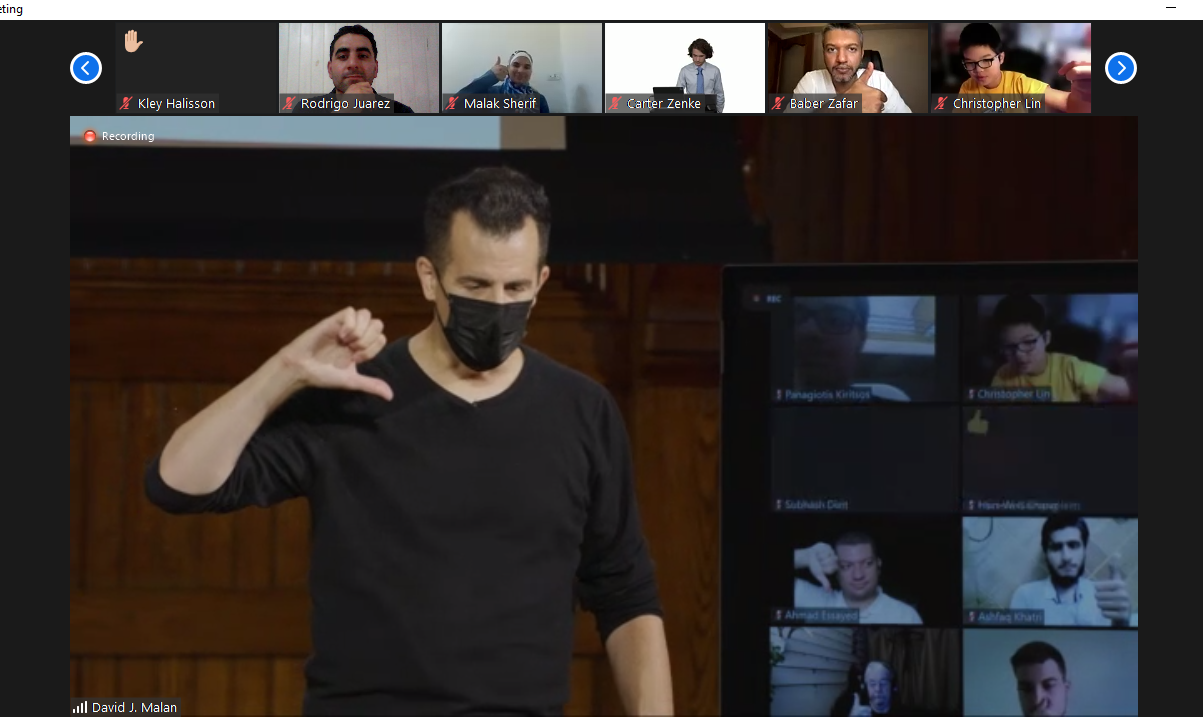 eting
Kley Halisson
Rodrigo Juarez
Malak Sherif
Carter Zenke
Baber Zafar
Christopher Lin
Recording
REC
Panagiotis Kiritsos
Christopher Lin
Subhash Dixit
Ahmad Essayed
Ashfaq Khatri
David J. Malan